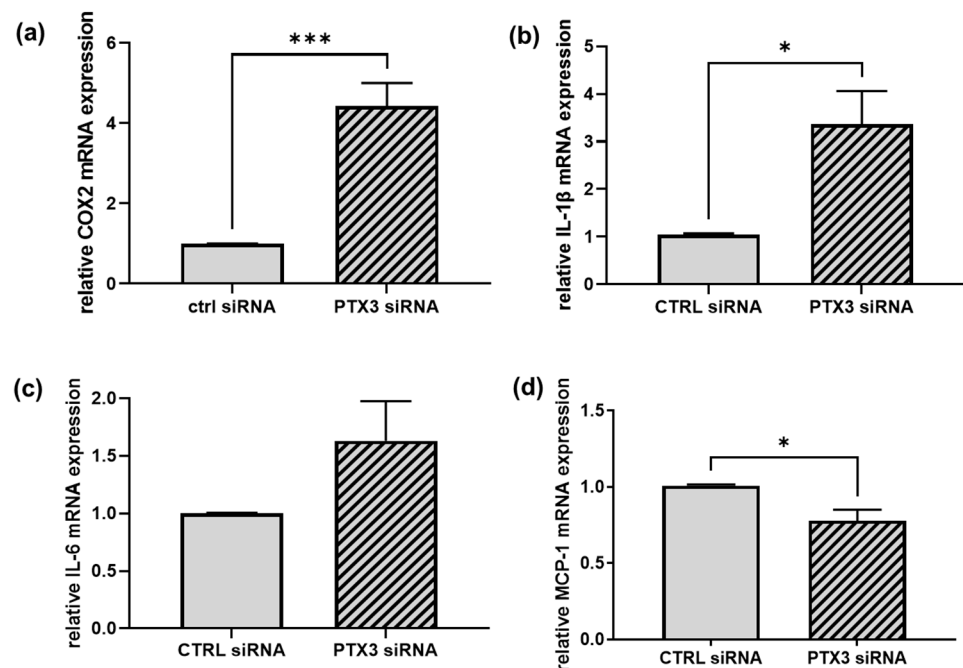 (a)
relative COX2 mRNA expression
6
4
2
0
***
ctrl siRNA
PTX3 siRNA
(b)
relative IL-1β mRNA expression
5
4
3
2
1
0
*
CTRL siRNA
PTX3 siRNA
(c)
relative IL-6 mRNA expression
2.0
1.5
1.0
0.5
0.0
CTRL siRNA
PTX3 siRNA
(d)
relative MCP-1 mRNA expression
1.5
1.0
0.5
0.0
*
CTRL siRNA
PTX3 siRNA